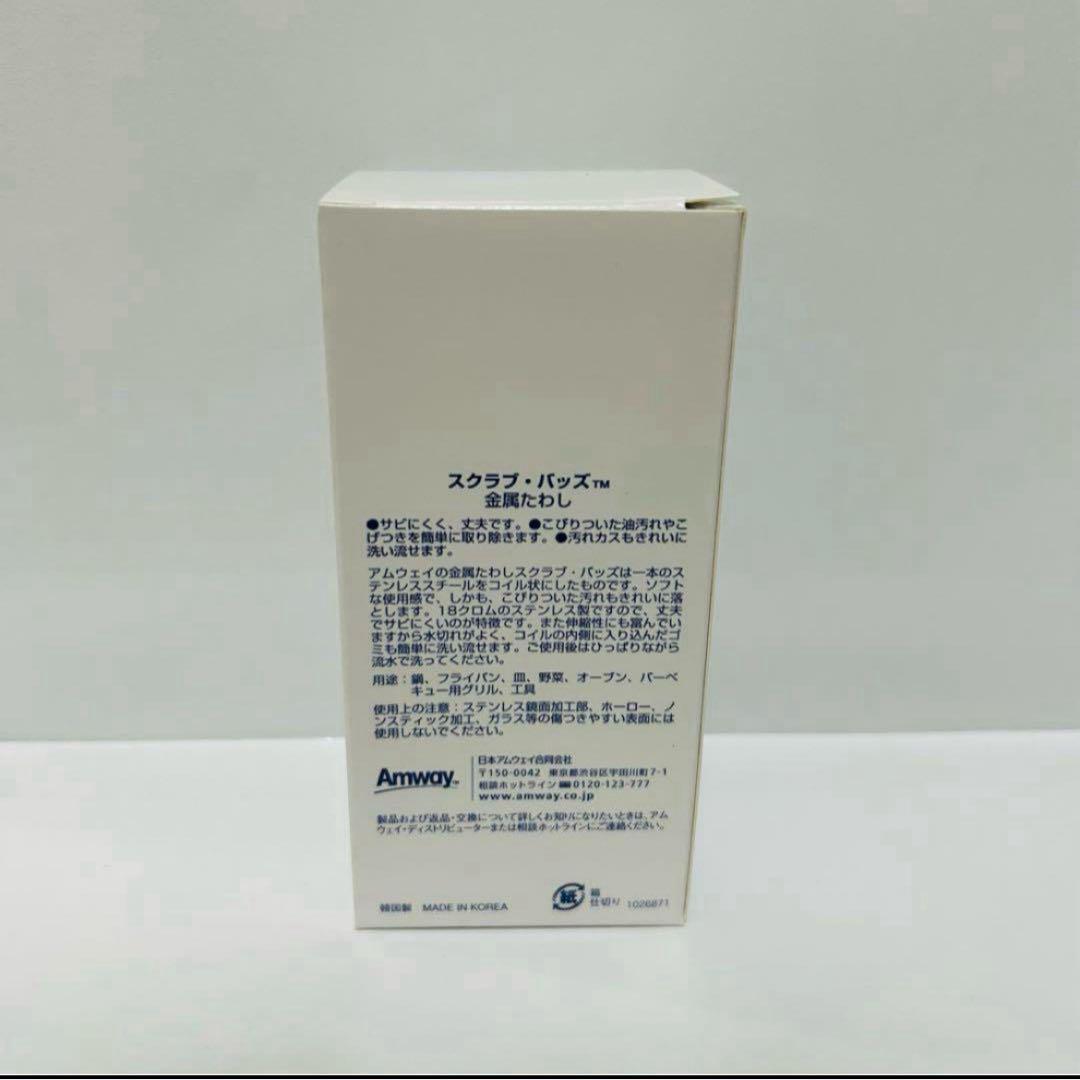 スクラブ・バッズ™
金属たわし
●サビにくく、丈夫です。●こびりついた油汚れやこ
げつきを簡単に取り除きます。●汚れカスもきれいに
洗い流せます。
アムウェイの金属たわしスクラブ・バッズは一本のス
テンレススチールをコイル状にしたものです。ソフト
な使用感で、しかも、こびりついた汚れもきれいに落
とします。18クロムのステンレス製ですので、丈夫
でサビにくいのが特徴です。また伸縮性にも富んでい
ますから水切れがよく、コイルの内側に入り込んだゴ
ミも簡単に洗い流せます。ご使用後はひっぱりながら
流水で洗ってください。
用途：鍋、フライパン、皿、野菜、オーブン、バーベ
キュー用グリル、工具
使用上の注意：ステンレス鏡面加工部、ホーロー、ノ
ンスティック加工、ガラス等の傷つきやすい表面には
使用しないでください。
Amway™
日本アムウェイ合同会社
〒150-0042 東京都渋谷区宇田川町7-1
相談ホットライン 0120-123-777
www.amway.co.jp
製品および返品・交換について詳しくお知りになりたいときは、アム
ウェイ・ディストリビューターまたは相談ホットラインにご連絡ください。
韓国製 MADE IN KOREA
紙
箱
仕切り 1026871